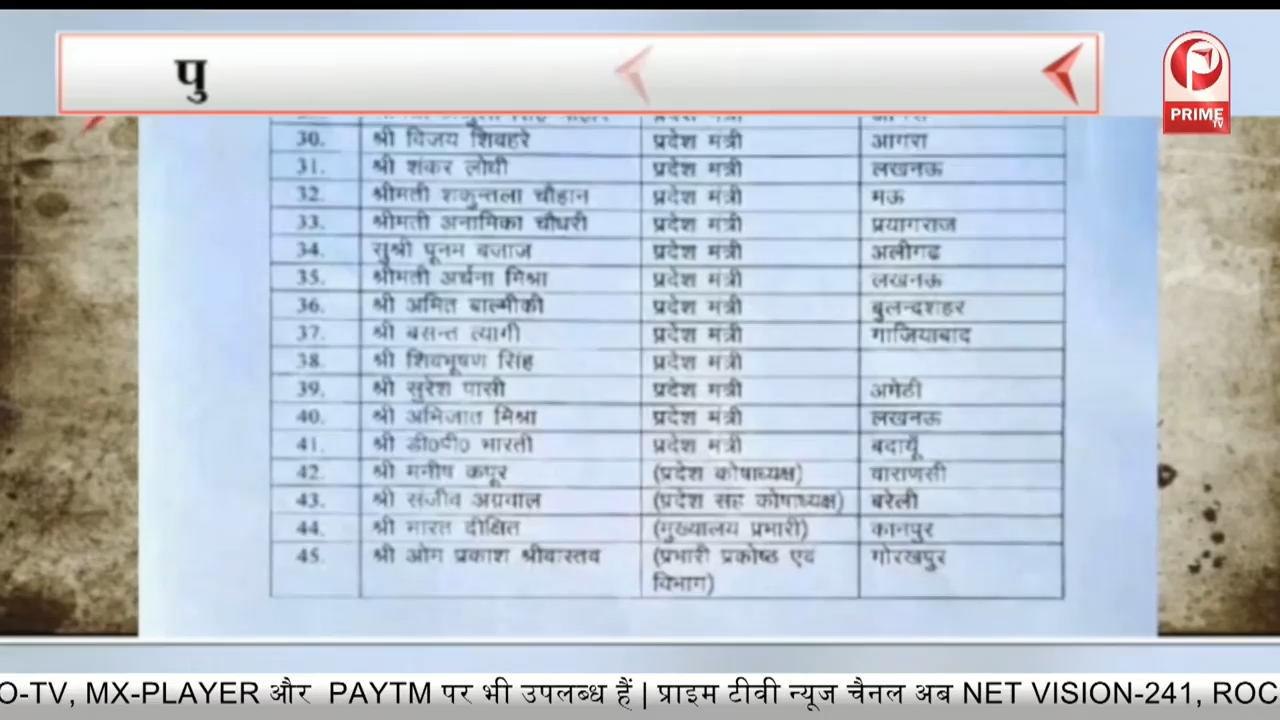 पु
PRIME
TV
30. श्री विजय शिवहरे प्रदेश मंत्री आगरा
31. श्री शंकर लोधी प्रदेश मंत्री लखनऊ
32. श्रीमती शकुन्तला चौहान प्रदेश मंत्री मऊ
33. श्रीमती अनामिका चौधरी प्रदेश मंत्री प्रयागराज
34. सुश्री पूनम बजाज प्रदेश मंत्री अलीगढ
35. श्रीमती अर्चना मिश्रा प्रदेश मंत्री लखनऊ
36. श्री अमित बाल्मीकी प्रदेश मंत्री बुलन्दशहर
37. श्री बसन्त त्यागी प्रदेश मंत्री गाजियाबाद
38. श्री शिवभूषण सिंह प्रदेश मंत्री
39. श्री सुरेश पासी प्रदेश मंत्री अमेठी
40. श्री अभिजात मिश्रा प्रदेश मंत्री लखनऊ
41. श्री डी0पी0 भारती प्रदेश मंत्री बदायूँ
42. श्री मनीष कपूर (प्रदेश कोषाध्यक्ष) वाराणसी
43. श्री संजीव अग्रवाल (प्रदेश सह कोषाध्यक्ष) बरेली
44. श्री भारत दीक्षित (मुख्यालय प्रभारी) कानपुर
45. श्री ओम प्रकाश श्रीवास्तव (प्रभारी प्रकोष्ठ एवं गोरखपुर
विभाग)
O-TV, MX-PLAYER और PAYTM पर भी उपलब्ध हैं | प्राइम टीवी न्यूज चैनल अब NET VISION-241, ROC